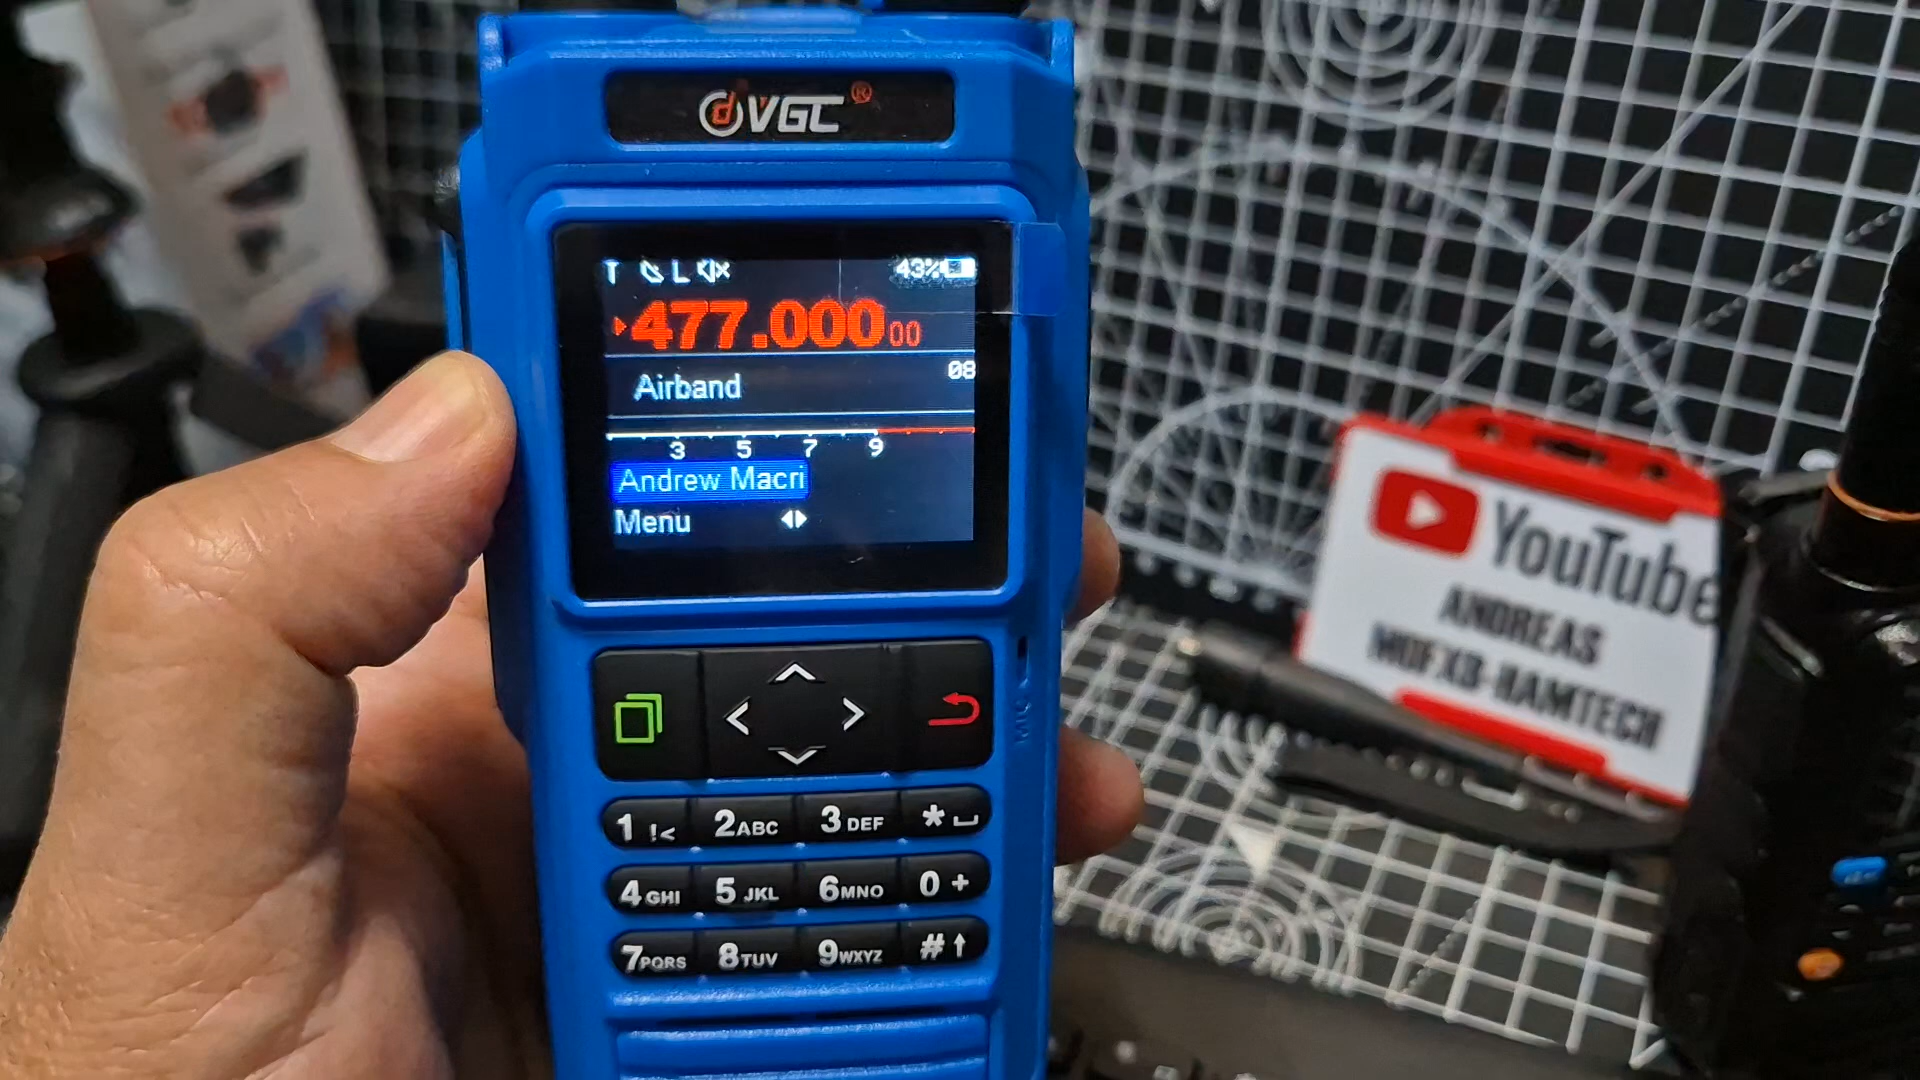 VGC®
T L 43%
477.00000
Airband 08
3 5 7 9
Andrew Macri
Menu
1 !< 2ABC 3DEF *
4GHI 5JKL 6MNO 0 +
7PQRS 8TUV 9WXYZ #
MIC
YouTube
ANDREAS
M0FXB-HAMTECH